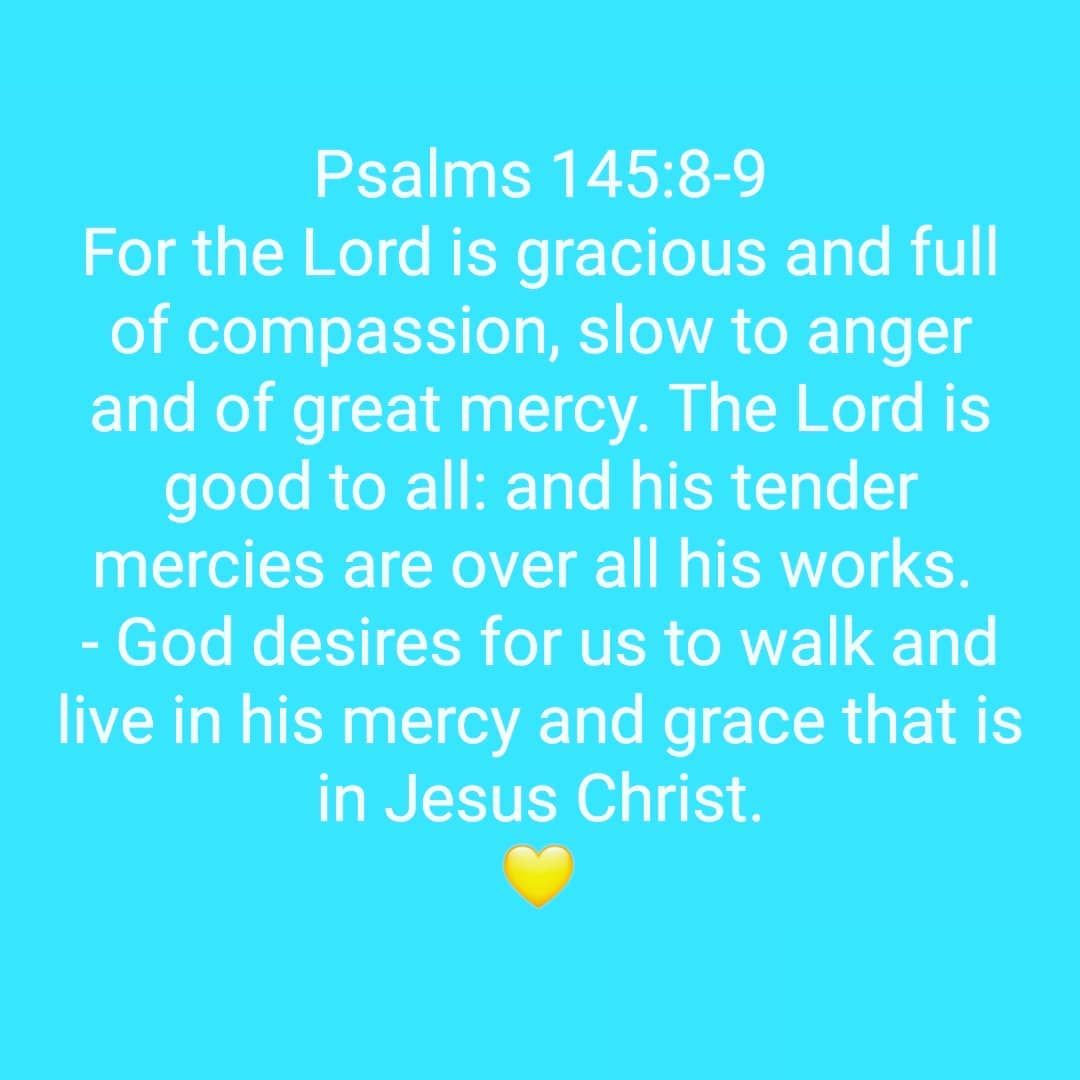 Psalms 145:8-9
For the Lord is gracious and full
of compassion, slow to anger
and of great mercy. The Lord is
good to all: and his tender
mercies are over all his works.
- God desires for us to walk and
live in his mercy and grace that is
in Jesus Christ.
💛